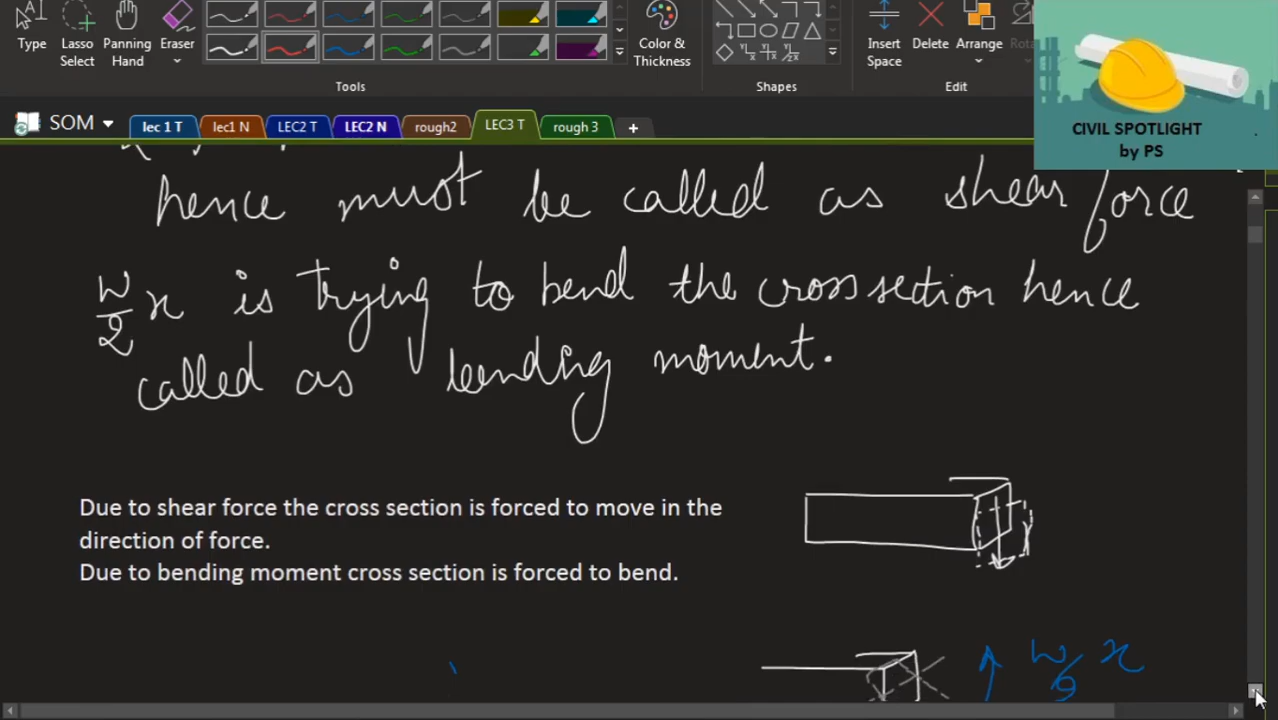 Type
Lasso
Select
Panning
Hand
Eraser
Color &
Thickness
Insert
Space
Delete
Arrange
Tools
Shapes
Edit
CIVIL SPOTLIGHT
by PS
SOM
lec 1 T
lec1 N
LEC2 T
LEC2 N
rough2
LEC3 T
rough 3
hence must be called as shear force
w/2 x is trying to bend the cross section hence
called as bending moment.
Due to shear force the cross section is forced to move in the
direction of force.
Due to bending moment cross section is forced to bend.
w/2 x